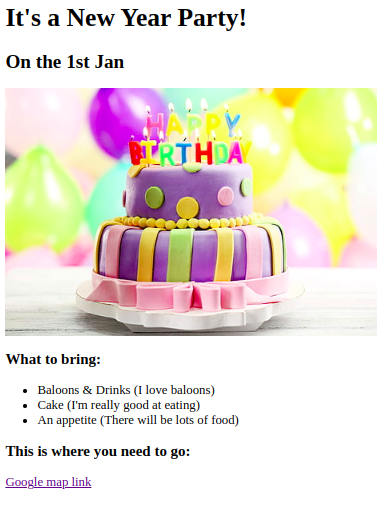 It's a New Year Party!
On the 1st Jan
HAPPY
BIRTHDAY
What to bring:
Baloons & Drinks (I love baloons)
Cake (I'm really good at eating)
An appetite (There will be lots of food)
This is where you need to go:
Google map link